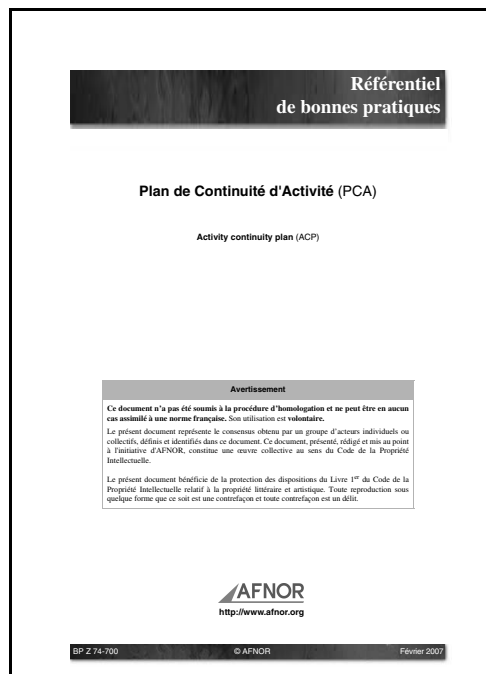 Référentiel
de bonnes pratiques
Plan de Continuité d'Activité (PCA)
Activity continuity plan (ACP)
Avertissement
Ce document n'a pas été soumis à la procédure d'homologation et ne peut être en aucun
cas assimilé à une norme française. Son utilisation est volontaire.
Le présent document représente le consensus obtenu par un groupe d'acteurs individuels ou
collectifs, définis et identifiés dans ce document. Ce document, présenté, rédigé et mis au point
à l'initiative d'AFNOR, constitue une œuvre collective au sens du Code de la Propriété
Intellectuelle.
Le présent document bénéficie de la protection des dispositions du Livre 1er du Code de la
Propriété Intellectuelle relatif à la propriété littéraire et artistique. Toute reproduction sous
quelque forme que ce soit est une contrefaçon et toute contrefaçon est un délit.
AFNOR
http://www.afnor.org
BP Z 74-700 © AFNOR Février 2007